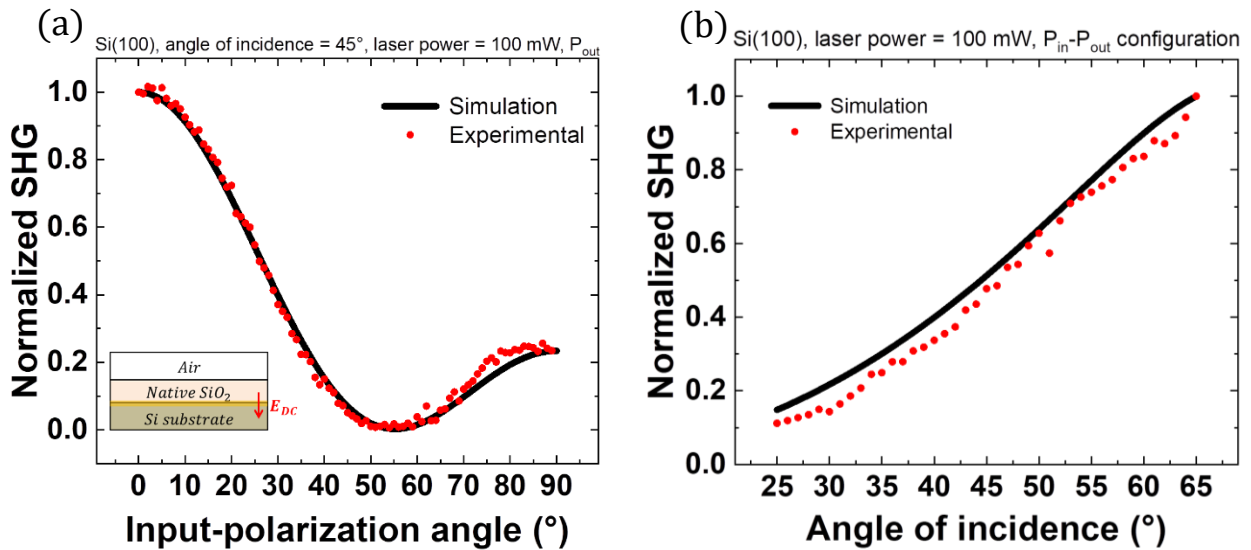 (a)
Si(100), angle of incidence = 45°, laser power = 100 mW, Pout
Normalized SHG
1.0
0.8
0.6
0.4
0.2
0.0
Simulation
Experimental
Air
Native SiO2
EDC
Si substrate
0 10 20 30 40 50 60 70 80 90
Input-polarization angle (°)
(b)
Si(100), laser power = 100 mW, Pin-Pout configuration
Normalized SHG
1.0
0.8
0.6
0.4
0.2
0.0
Simulation
Experimental
25 30 35 40 45 50 55 60 65
Angle of incidence (°)